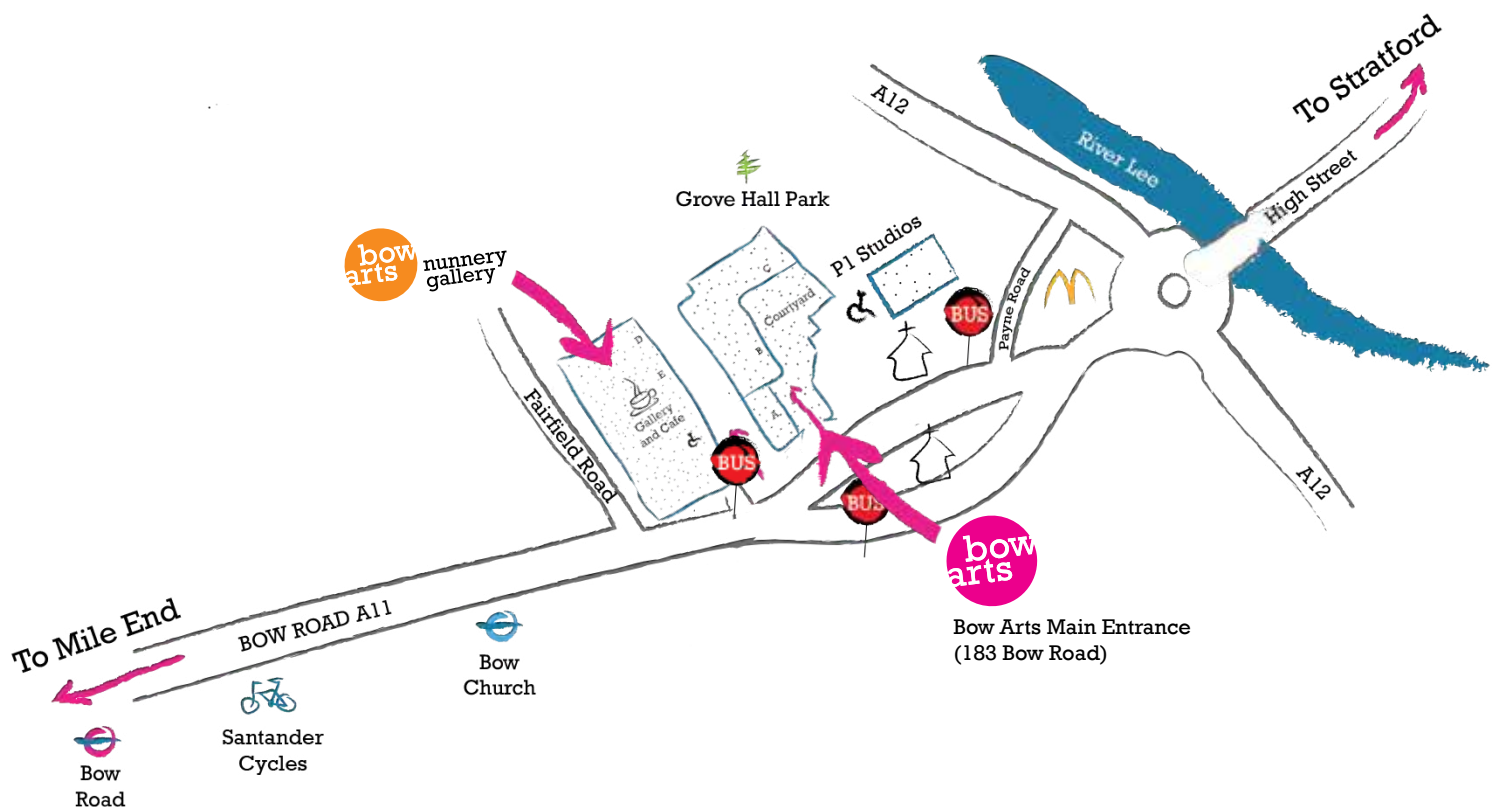 To Stratford
A12
River Lee
High Street
Grove Hall Park
P1 Studios
bow
arts
nunnery
gallery
C
Courtyard
B
A
D
E
Gallery
and Cafe
BUS
Payne Road
Fairfield Road
BUS
BUS
A12
bow
arts
Bow Arts Main Entrance
(183 Bow Road)
To Mile End
BOW ROAD A11
Bow
Church
Santander
Cycles
Bow
Road